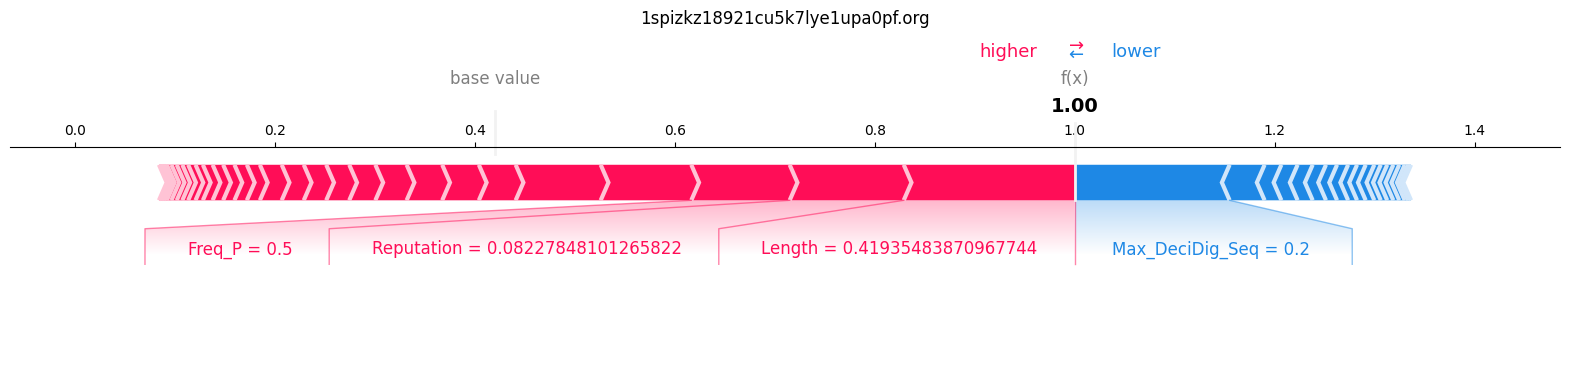 1spizkz18921cu5k7lye1upa0pf.org
higher → ← lower
base value f(x)
1.00
0.0 0.2 0.4 0.6 0.8 1.0 1.2 1.4
Freq_P = 0.5 Reputation = 0.08227848101265822 Length = 0.41935483870967744 Max_DeciDig_Seq = 0.2